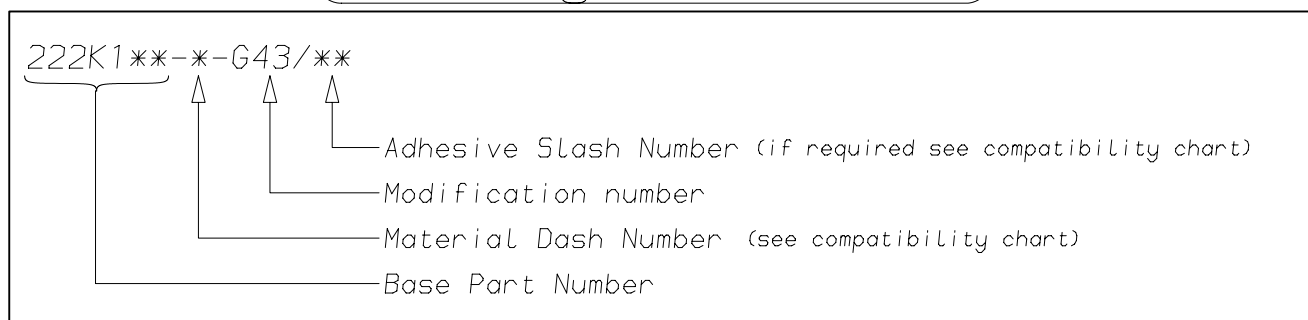 222K1**-*-G43/**
Adhesive Slash Number (if required see compatibility chart)
Modification number
Material Dash Number (see compatibility chart)
Base Part Number